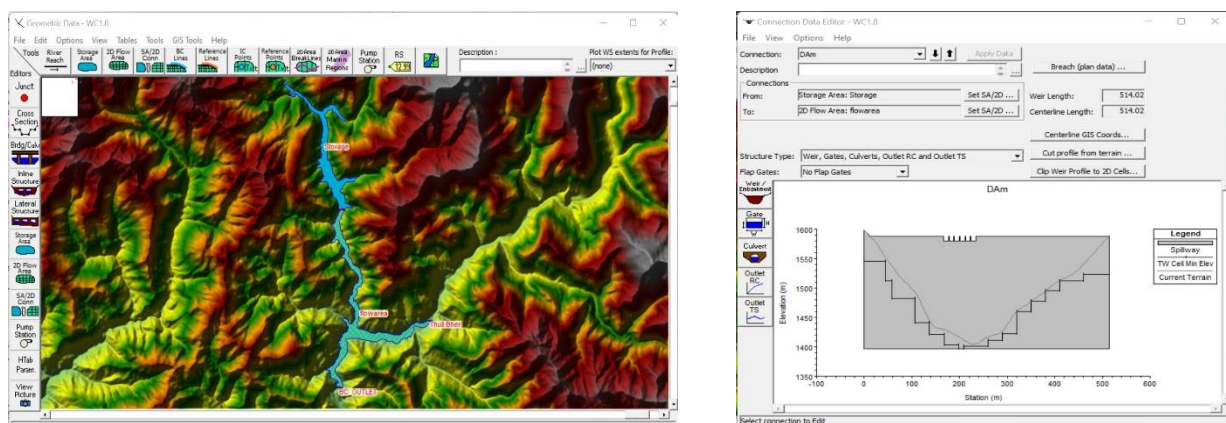 Geometric Data - WC1.8
File Edit Options View Tables Tools GIS Tools Help
Tools
River Reach
Storage Area
2D Flow Area
SA/2D Conn
BC Lines
Reference Lines
IC Points
Reference Points
2D Area BreakLines
2D Area Mann n Regions
Pump Station
RS
Description :
...
Plot WS extents for Profile:
(none)
Editors
Junct.
Cross Section
Brdg/Culv
Inline Structure
Lateral Structure
Storage Area
2D Flow Area
SA/2D Conn
Pump Station
HTab Param.
View Picture
Storage
flowarea
Thuli Bheri
BC_OUTLET
Connection Data Editor - WC1.8
File View Options Help
Connection: DAm
Apply Data
Description
...
Breach (plan data) ...
Connections
From: Storage Area: Storage
Set SA/2D ...
Weir Length: 514.02
To: 2D Flow Area: flowarea
Set SA/2D ...
Centerline Length: 514.02
Centerline GIS Coords...
Structure Type: Weir, Gates, Culverts, Outlet RC and Outlet TS
Cut profile from terrain ...
Flap Gates: No Flap Gates
Clip Weir Profile to 2D Cells...
Weir / Embankment
Gate
Culvert
Outlet RC
Outlet TS
DAm
Elevation (m)
1600
1550
1500
1450
1400
1350
-100 0 100 200 300 400 500 600
Station (m)
Legend
Spillway
TW Cell Min Elev
Current Terrain
Select connection to Edit